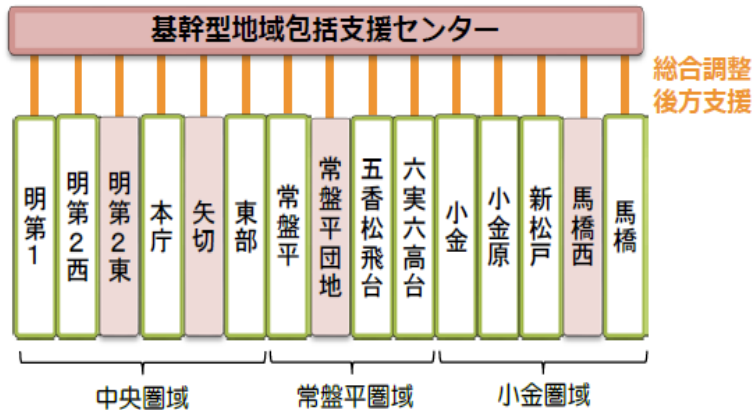 基幹型地域包括支援センター
総合調整
後方支援
明第1
明第2西
明第2東
本庁
矢切
東部
常盤平
常盤平団地
五香松飛台
六実六高台
小金
小金原
新松戸
馬橋西
馬橋
中央圏域
常盤平圏域
小金圏域